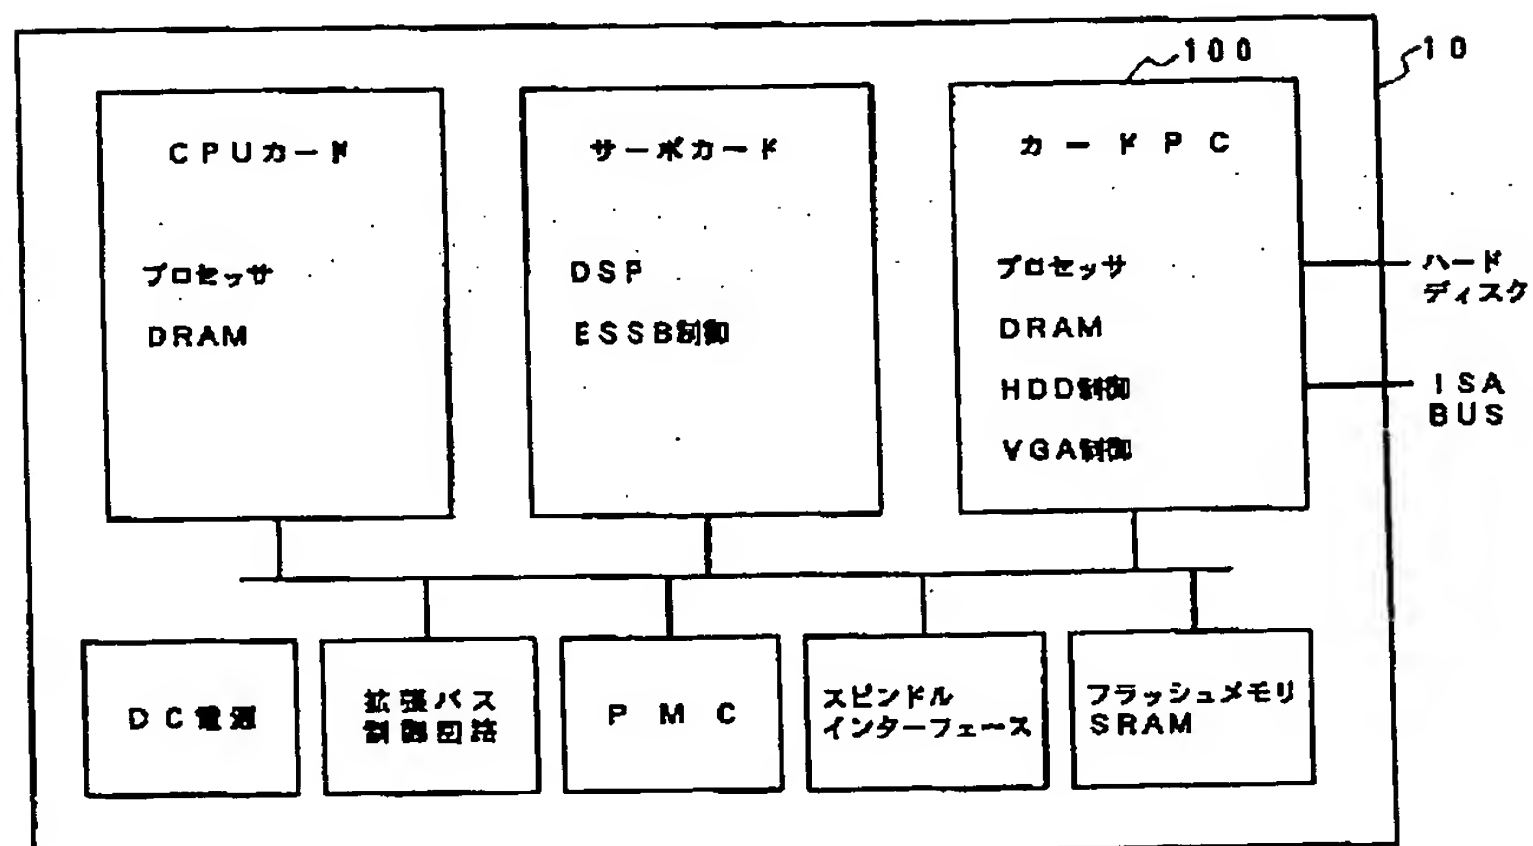 100
10
CPUカード
プロセッサ
DRAM
サーボカード
DSP
ESSB制御
カードPC
プロセッサ
DRAM
HDD制御
VGA制御
ハード
ディスク
ISA
BUS
DC電源
拡張バス
制御回路
PMC
スピンドル
インターフェース
フラッシュメモリ
SRAM